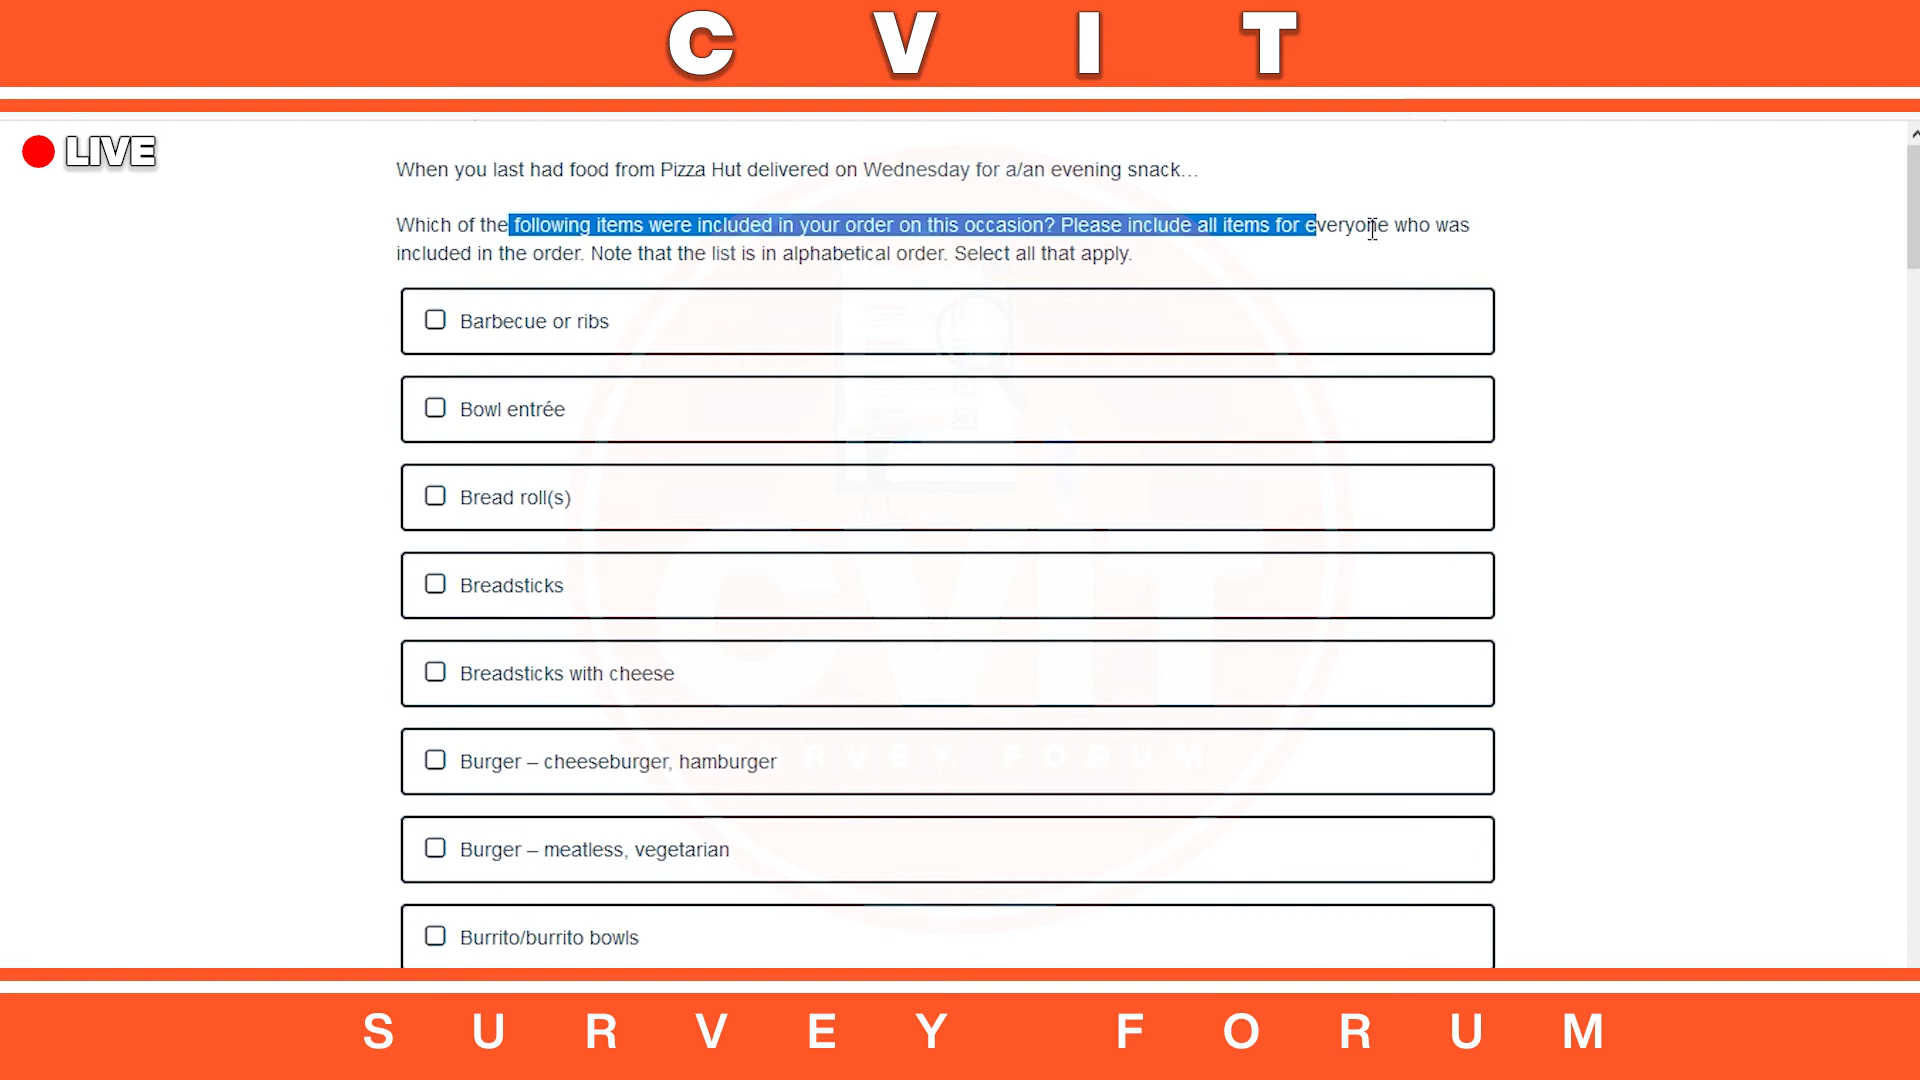 C V I T
LIVE
When you last had food from Pizza Hut delivered on Wednesday for a/an evening snack...
Which of the following items were included in your order on this occasion? Please include all items for everyone who was
included in the order. Note that the list is in alphabetical order. Select all that apply.
Barbecue or ribs
Bowl entrée
Bread roll(s)
Breadsticks
Breadsticks with cheese
Burger – cheeseburger, hamburger
Burger – meatless, vegetarian
Burrito/burrito bowls
CVIT
SURVEY FORUM
S U R V E Y F O R U M